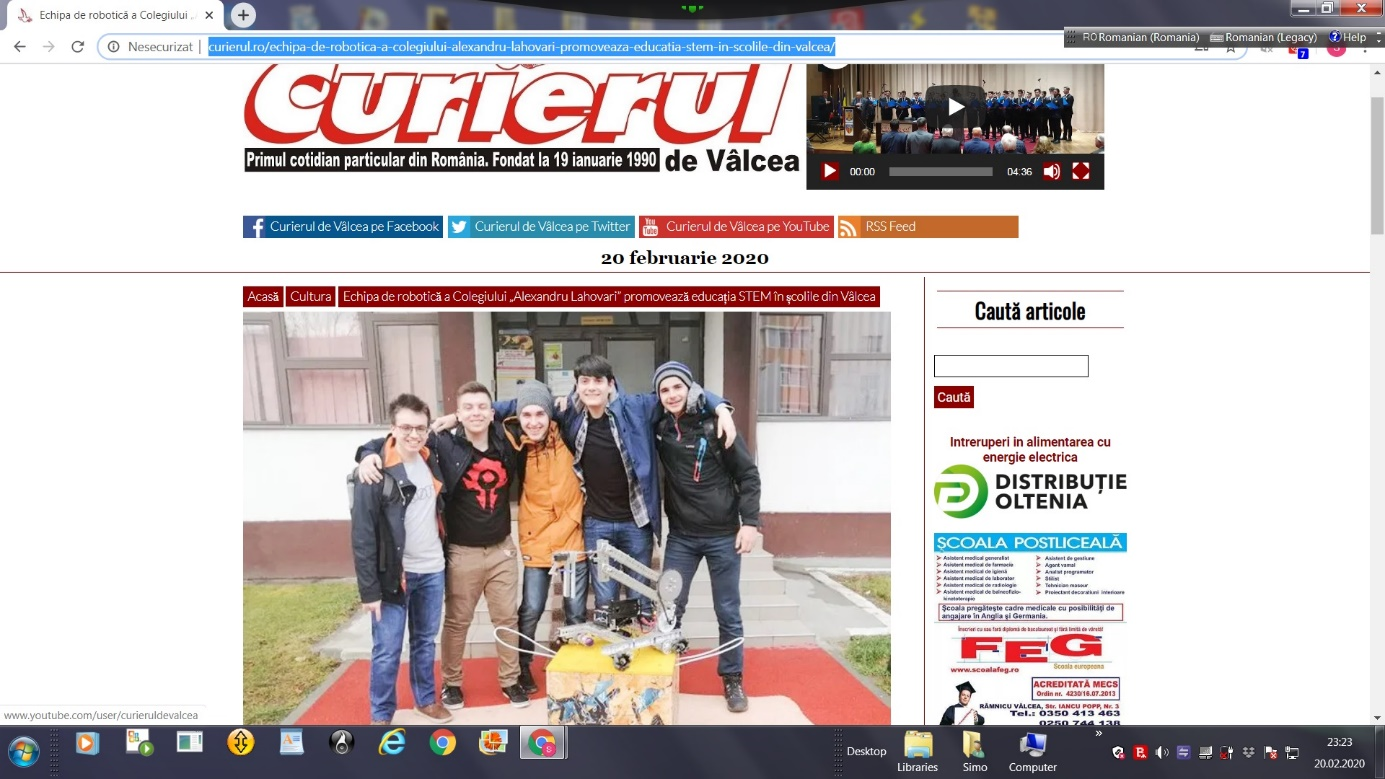 Echipa de robotică a Colegiului „
Nesecurizat
curierul.ro/echipa-de-robotica-a-colegiului-alexandru-lahovari-promoveaza-educatia-stem-in-scolile-din-valcea/
RO Romanian (Romania)
Romanian (Legacy)
Help
7
Curierul
Primul cotidian particular din România. Fondat la 19 ianuarie 1990
de Vâlcea
00:00
04:36
Curierul de Vâlcea pe Facebook
Curierul de Vâlcea pe Twitter
You Tube
Curierul de Vâlcea pe YouTube
RSS Feed
20 februarie 2020
Acasă
Cultura
Echipa de robotică a Colegiului „Alexandru Lahovari” promovează educația STEM în școlile din Vâlcea
Caută articole
Caută
Intreruperi in alimentarea cu
energie electrica
DISTRIBUȚIE
OLTENIA
ȘCOALA POSTLICEALĂ
Asistent medical generalist
Asistent medical de farmacie
Asistent medical de igienă
Asistent medical de laborator
Asistent medical de radiologie
Asistent medical de balneofizio-
kinetoterapie
Asistent de gestiune
Agent vamal
Analist programator
Stilist
Tehnician maseur
Proiectant decoratiuni interioare
Școala pregătește cadre medicale cu posibilități de
angajare în Anglia și Germania.
Înscrieri cu sau fară diplomă de bacalaureat și fără limită de vârstă!
FEG
www.scoalafeg.ro
Scoala europeana
ACREDITATĂ MECS
Ordin nr. 4230/16.07.2013
RÂMNICU VÂLCEA, Str. IANCU POPP, Nr. 3
Tel.: 0350 413 463
0250 744 138
www.youtube.com/user/curieruldevalcea
Desktop
Libraries
Simo
Computer
23:23
20.02.2020